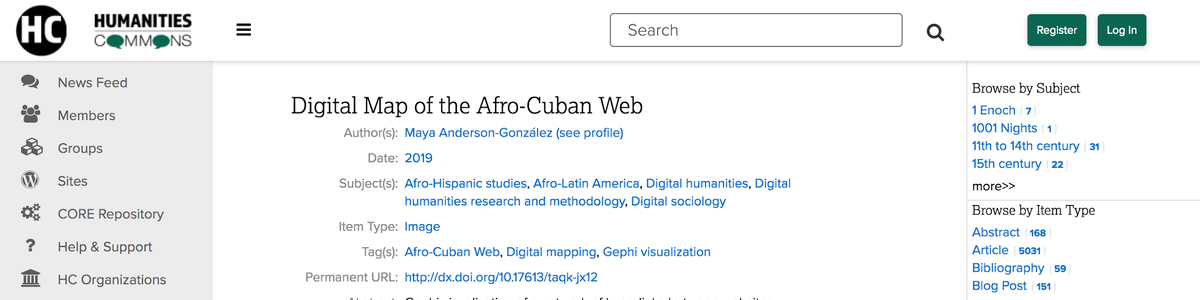 HC HUMANITIES COMMONS
Search
Register
Log In
News Feed
Members
Groups
Sites
CORE Repository
Help & Support
HC Organizations
Digital Map of the Afro-Cuban Web
Author(s): Maya Anderson-González (see profile)
Date: 2019
Subject(s): Afro-Hispanic studies, Afro-Latin America, Digital humanities, Digital
humanities research and methodology, Digital sociology
Item Type: Image
Tag(s): Afro-Cuban Web, Digital mapping, Gephi visualization
Permanent URL: http://dx.doi.org/10.17613/taqk-jx12
Browse by Subject
1 Enoch | 7 |
1001 Nights | 1 |
11th to 14th century | 31 |
15th century | 22 |
more>>
Browse by Item Type
Abstract | 168
Article | 5031 |
Bibliography | 59 |
Blog Post | 151 |